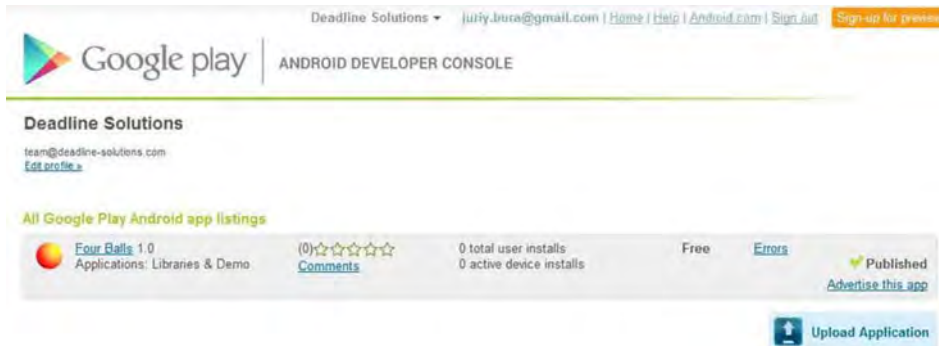 Deadline Solutions juriy.bura@gmail.com | Home | Help | Android.com | Sign out Sign-up for preview
Google play ANDROID DEVELOPER CONSOLE
Deadline Solutions
team@deadline-solutions.com
Edit profile »
All Google Play Android app listings
Four Balls 1.0 (0) 0 total user installs Free Errors
Applications: Libraries & Demo Comments 0 active device installs Published
Advertise this app
Upload Application